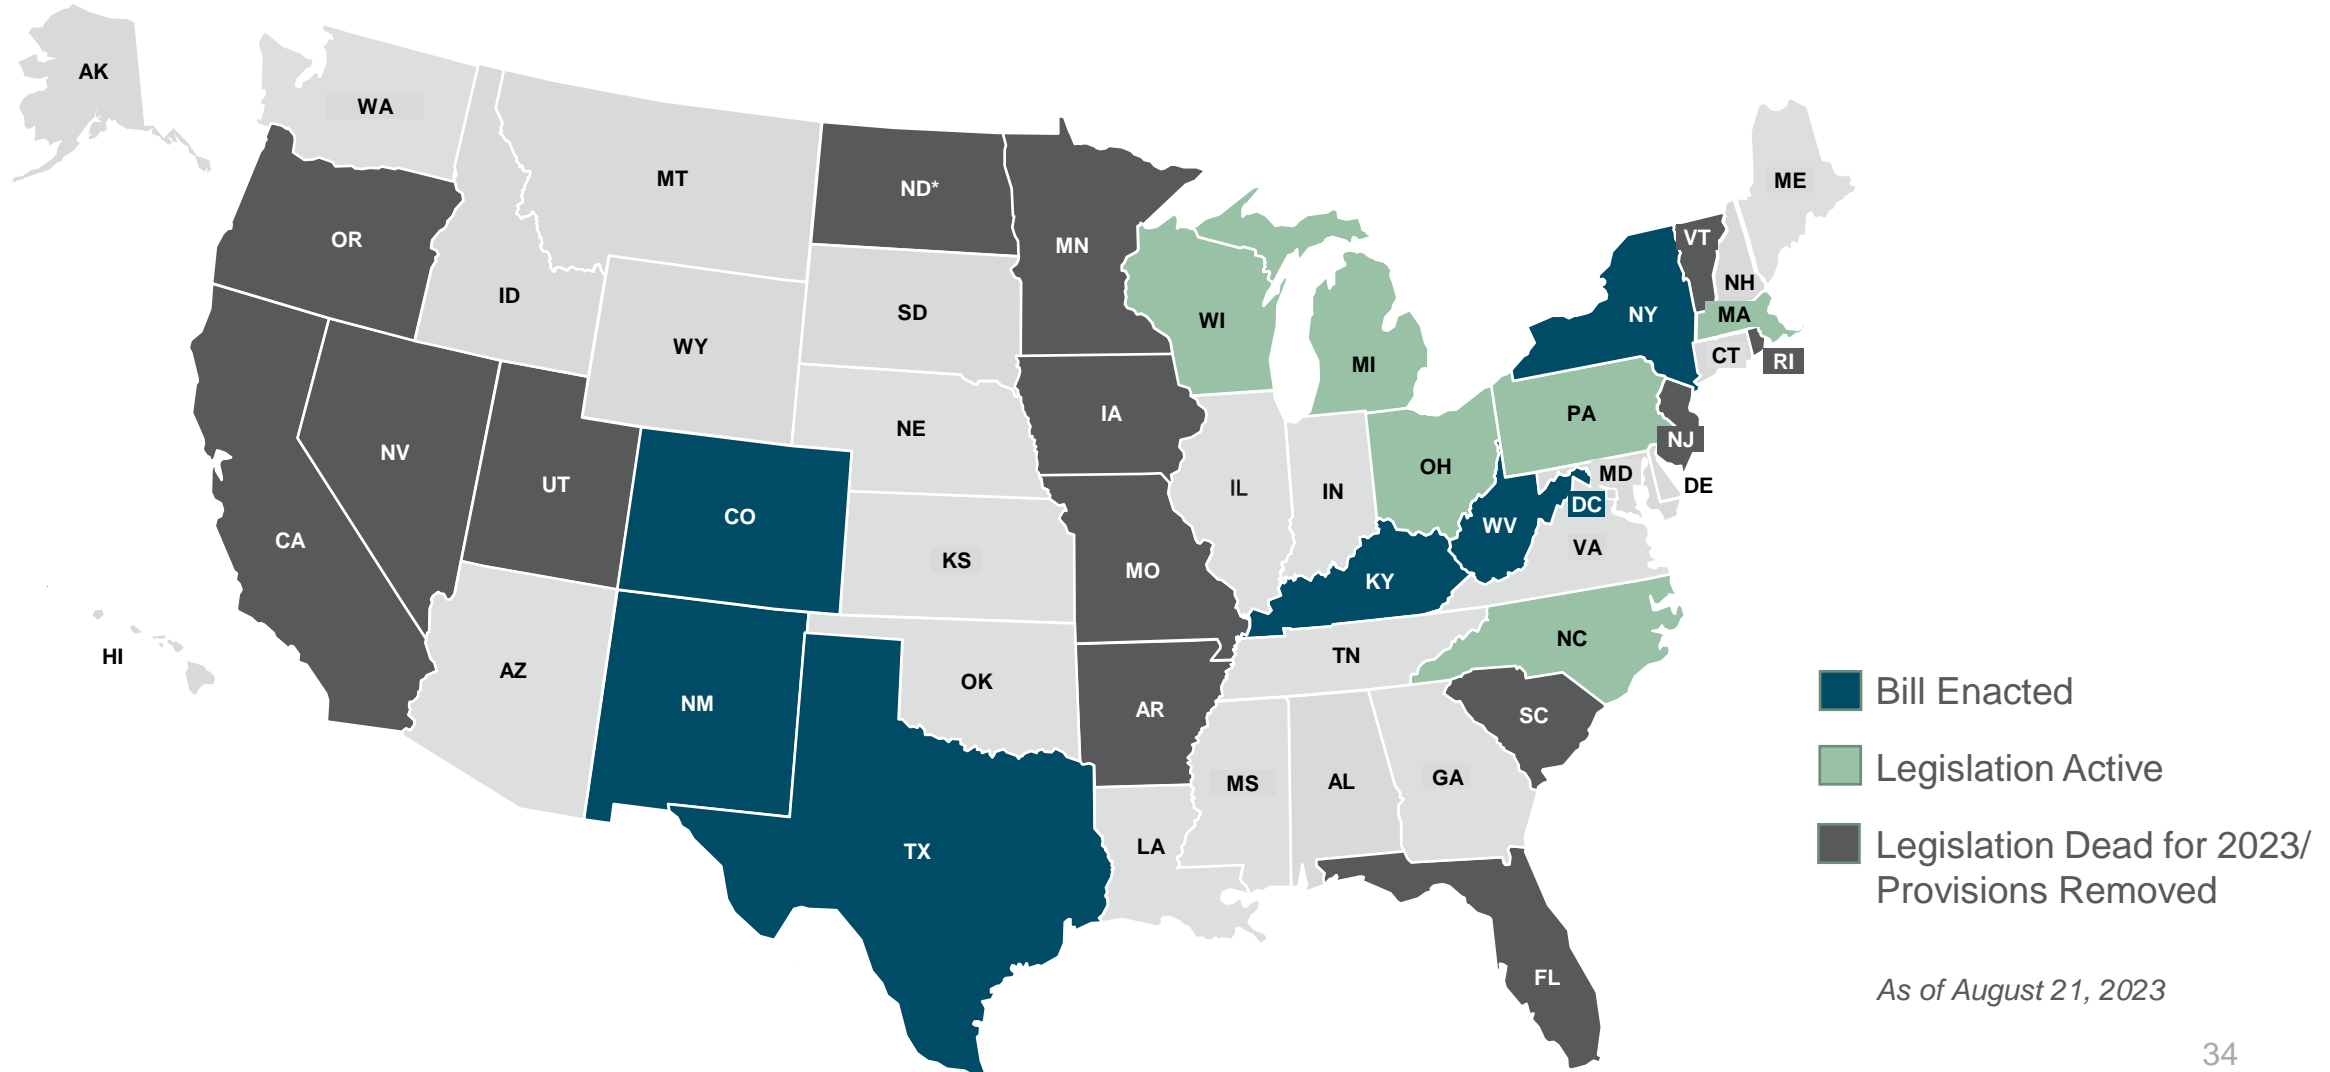 AK
WA
MT
ND*
MN
ME
OR
VT
ID
SD
NH
WY
WI
NY
MA
MI
CT
RI
NE
IA
PA
NV
NJ
UT
OH
MD
IL
IN
DE
CO
DC
WV
CA
KS
MO
VA
KY
HI
NC
AZ
OK
TN
NM
AR
SC
MS
AL
GA
TX
LA
FL
Bill Enacted
Legislation Active
Legislation Dead for 2023/
Provisions Removed
As of August 21, 2023
34